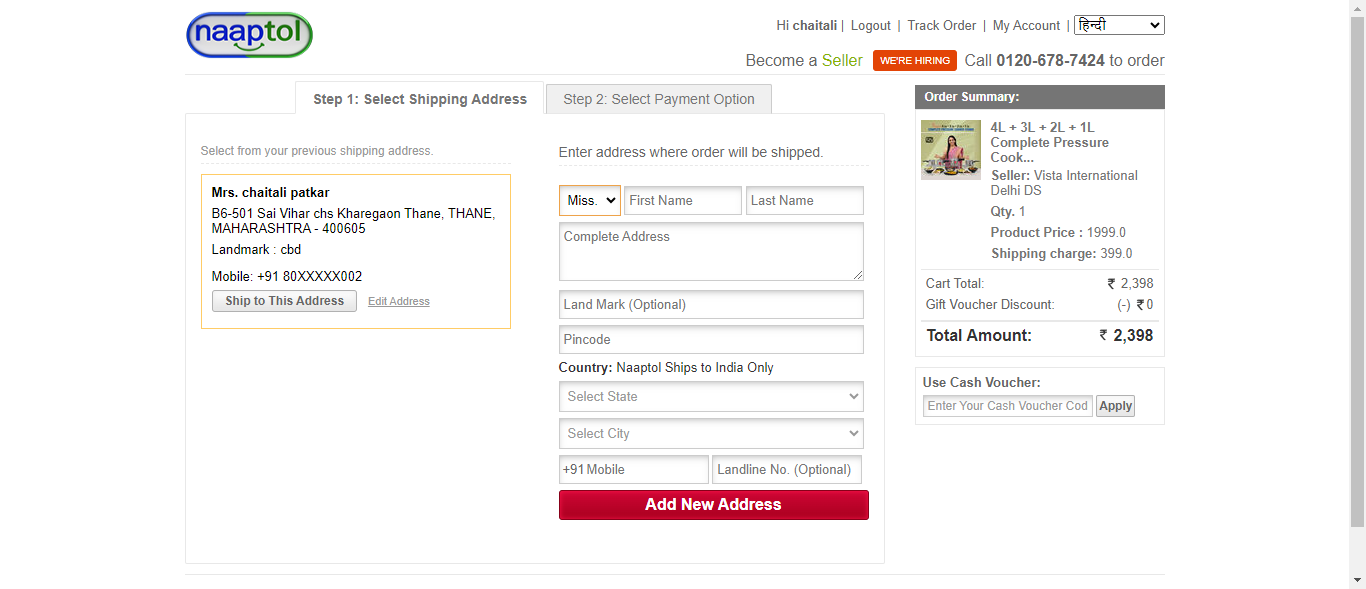 naaptol
Hi chaitali | Logout | Track Order | My Account | हिन्दी
Become a Seller WE'RE HIRING Call 0120-678-7424 to order
Step 1: Select Shipping Address
Step 2: Select Payment Option
Select from your previous shipping address.
Mrs. chaitali patkar
B6-501 Sai Vihar chs Kharegaon Thane, THANE,
MAHARASHTRA - 400605
Landmark : cbd
Mobile: +91 80XXXXX002
Ship to This Address Edit Address
Enter address where order will be shipped.
Miss. First Name Last Name
Complete Address
Land Mark (Optional)
Pincode
Country: Naaptol Ships to India Only
Select State
Select City
+91 Mobile Landline No. (Optional)
Add New Address
Order Summary:
4L + 3L + 2L + 1L
Complete Pressure
Cook...
Seller: Vista International
Delhi DS
Qty. 1
Product Price : 1999.0
Shipping charge: 399.0
Cart Total: ₹ 2,398
Gift Voucher Discount: (-) ₹ 0
Total Amount: ₹ 2,398
Use Cash Voucher:
Enter Your Cash Voucher Cod Apply